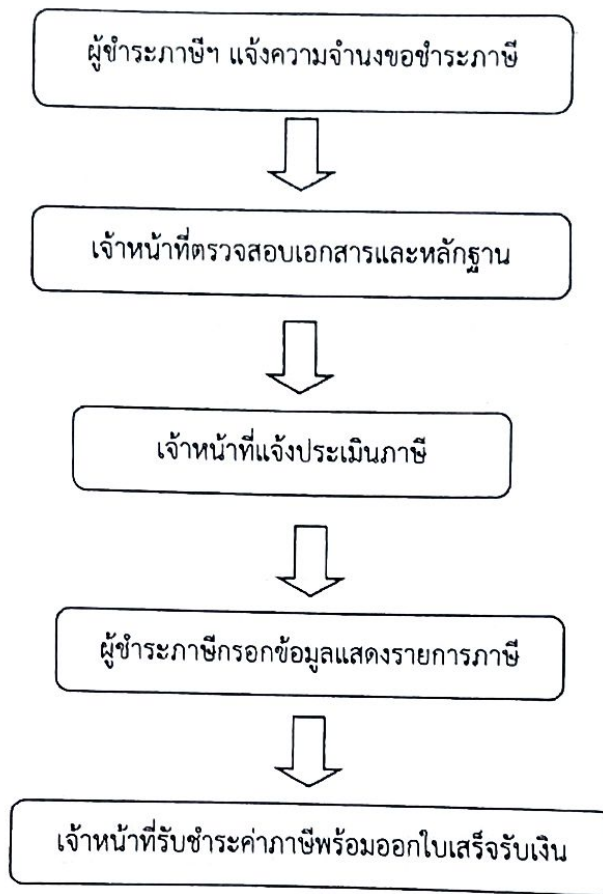 ผู้ชำระภาษีฯ แจ้งความจำนงขอชำระภาษี
เจ้าหน้าที่ตรวจสอบเอกสารและหลักฐาน
เจ้าหน้าที่แจ้งประเมินภาษี
ผู้ชำระภาษีกรอกข้อมูลแสดงรายการภาษี
เจ้าหน้าที่รับชำระค่าภาษีพร้อมออกใบเสร็จรับเงิน